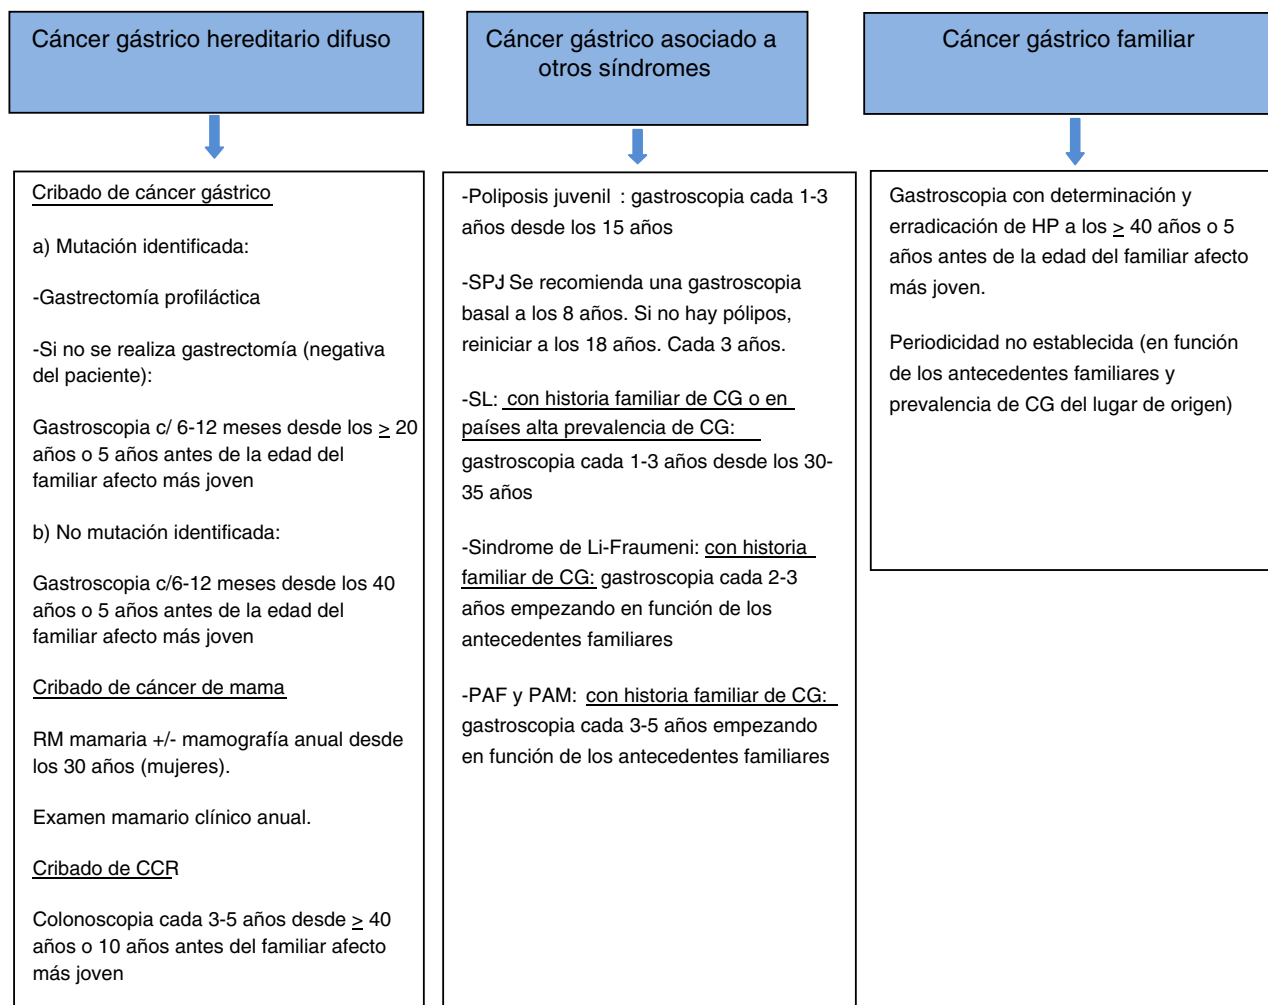 Cáncer gástrico hereditario difuso
Cribado de cáncer gástrico
a) Mutación identificada:
-Gastrectomía profiláctica
-Si no se realiza gastrectomía (negativa
del paciente):
Gastroscopia c/ 6-12 meses desde los ≥ 20
años o 5 años antes de la edad del
familiar afecto más joven
b) No mutación identificada:
Gastroscopia c/6-12 meses desde los 40
años o 5 años antes de la edad del
familiar afecto más joven
Cribado de cáncer de mama
RM mamaria +/- mamografía anual desde
los 30 años (mujeres).
Examen mamario clínico anual.
Cribado de CCR
Colonoscopia cada 3-5 años desde ≥ 40
años o 10 años antes del familiar afecto
más joven
Cáncer gástrico asociado a
otros síndromes
-Poliposis juvenil : gastroscopia cada 1-3
años desde los 15 años
-SPJ: Se recomienda una gastroscopia
basal a los 8 años. Si no hay pólipos,
reiniciar a los 18 años. Cada 3 años.
-SL: con historia familiar de CG o en
países alta prevalencia de CG:
gastroscopia cada 1-3 años desde los 30-
35 años
-Sindrome de Li-Fraumeni: con historia
familiar de CG: gastroscopia cada 2-3
años empezando en función de los
antecedentes familiares
-PAF y PAM: con historia familiar de CG:
gastroscopia cada 3-5 años empezando
en función de los antecedentes familiares
Cáncer gástrico familiar
Gastroscopia con determinación y
erradicación de HP a los ≥ 40 años o 5
años antes de la edad del familiar afecto
más joven.
Periodicidad no establecida (en función
de los antecedentes familiares y
prevalencia de CG del lugar de origen)